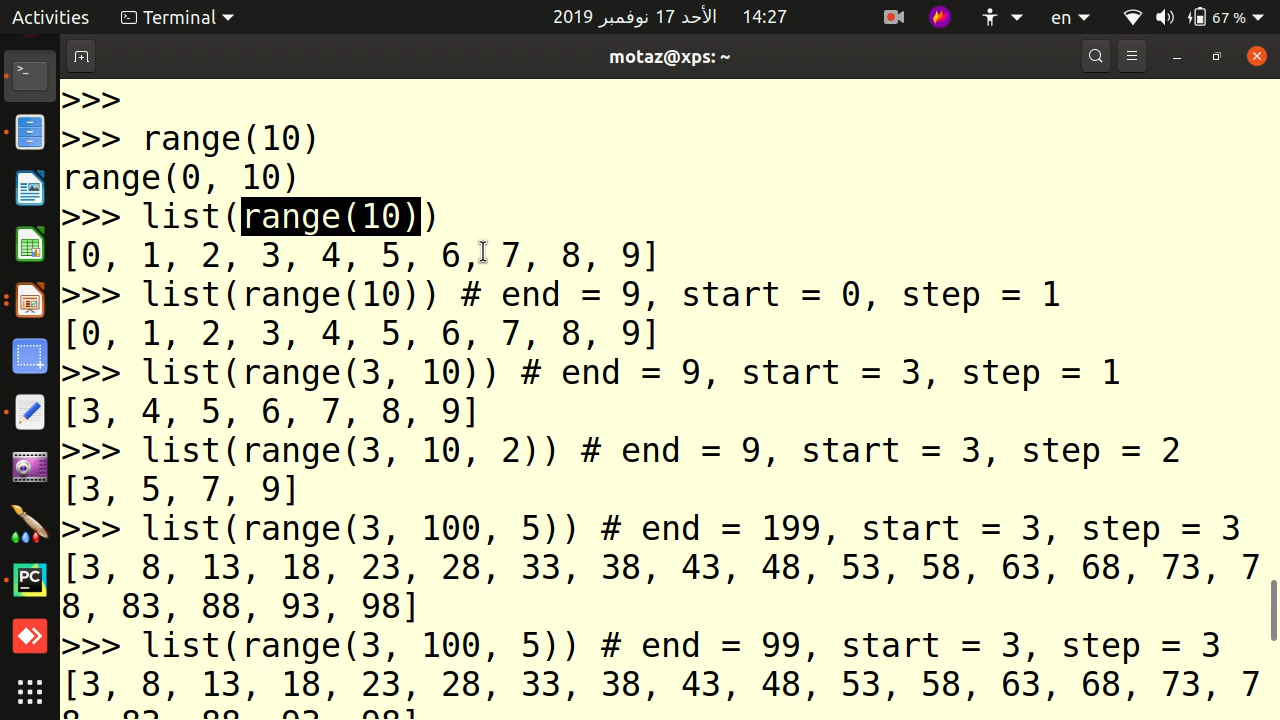 Activities Terminal الأحد 17 نوفمبر 2019 14:27 en 67 %
motaz@xps: ~
>>>
>>> range(10)
range(0, 10)
>>> list(range(10))
[0, 1, 2, 3, 4, 5, 6, 7, 8, 9]
>>> list(range(10)) # end = 9, start = 0, step = 1
[0, 1, 2, 3, 4, 5, 6, 7, 8, 9]
>>> list(range(3, 10)) # end = 9, start = 3, step = 1
[3, 4, 5, 6, 7, 8, 9]
>>> list(range(3, 10, 2)) # end = 9, start = 3, step = 2
[3, 5, 7, 9]
>>> list(range(3, 100, 5)) # end = 199, start = 3, step = 3
[3, 8, 13, 18, 23, 28, 33, 38, 43, 48, 53, 58, 63, 68, 73, 7
8, 83, 88, 93, 98]
>>> list(range(3, 100, 5)) # end = 99, start = 3, step = 3
[3, 8, 13, 18, 23, 28, 33, 38, 43, 48, 53, 58, 63, 68, 73, 7
8, 83, 88, 93, 98]
PC